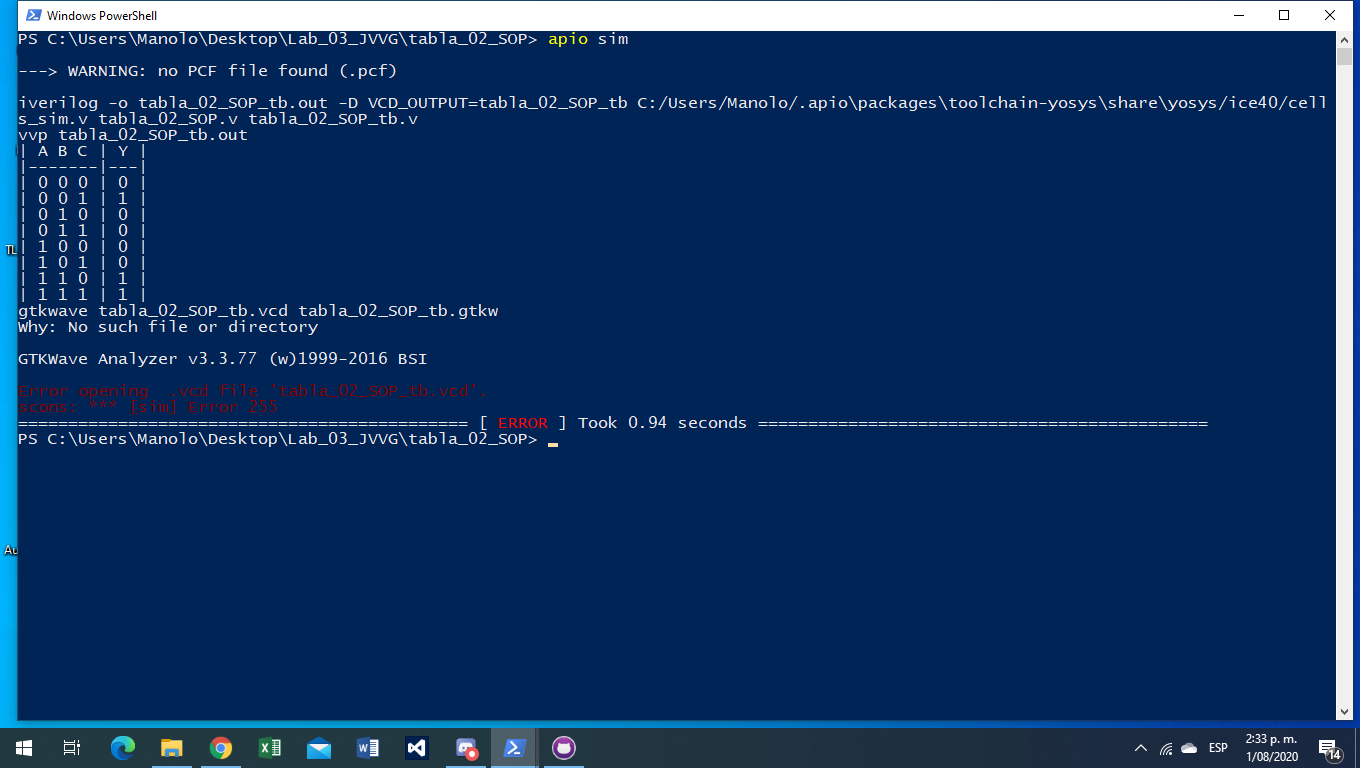 Windows PowerShell
PS C:\Users\Manolo\Desktop\Lab_03_JVVG\tabla_02_SOP> apio sim
---> WARNING: no PCF file found (.pcf)
iverilog -o tabla_02_SOP_tb.out -D VCD_OUTPUT=tabla_02_SOP_tb C:/Users/Manolo/.apio\packages\toolchain-yosys\share\yosys/ice40/cell
s_sim.v tabla_02_SOP.v tabla_02_SOP_tb.v
vvp tabla_02_SOP_tb.out
| A B C | Y |
|-------|---|
| 0 0 0 | 0 |
| 0 0 1 | 1 |
| 0 1 0 | 0 |
| 0 1 1 | 0 |
| 1 0 0 | 0 |
| 1 0 1 | 0 |
| 1 1 0 | 1 |
| 1 1 1 | 1 |
gtkwave tabla_02_SOP_tb.vcd tabla_02_SOP_tb.gtkw
Why: No such file or directory
GTKWave Analyzer v3.3.77 (w)1999-2016 BSI
Error opening  .vcd file 'tabla_02_SOP_tb.vcd'.
scons: *** [sim] Error 255
============================================= [ ERROR ] Took 0.94 seconds =============================================
PS C:\Users\Manolo\Desktop\Lab_03_JVVG\tabla_02_SOP>
TL
Au
ESP
2:33 p. m.
1/08/2020
14